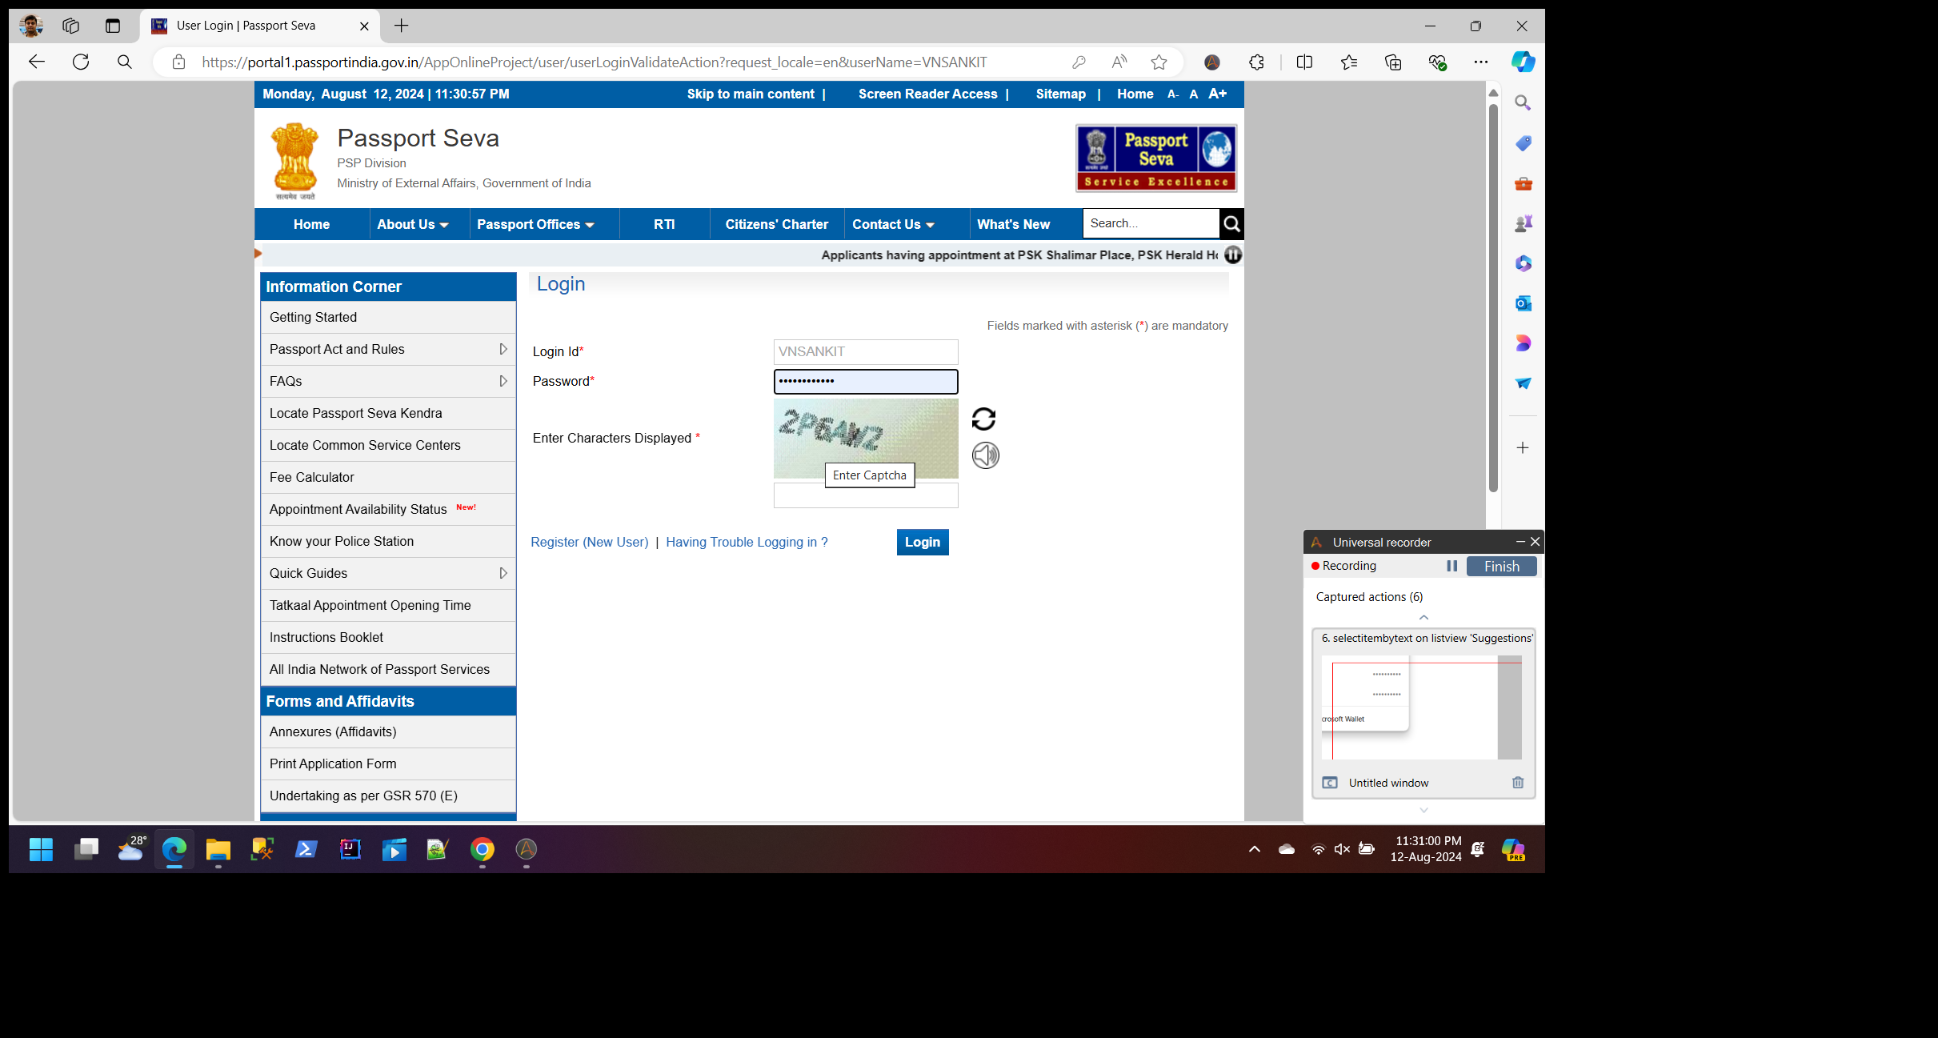 User Login | Passport Seva
https://portal1.passportindia.gov.in/AppOnlineProject/user/userLoginValidateAction?request_locale=en&userName=VNSANKIT
Monday, August 12, 2024 | 11:30:57 PM
Skip to main content | Screen Reader Access | Sitemap | Home A- A A+
Passport Seva
PSP Division
Ministry of External Affairs, Government of India
सत्यमेव जयते
Passport
Seva
Service Excellence
Home About Us Passport Offices RTI Citizens' Charter Contact Us What's New Search...
Applicants having appointment at PSK Shalimar Place, PSK Herald Ho
Information Corner
Getting Started
Passport Act and Rules
FAQs
Locate Passport Seva Kendra
Locate Common Service Centers
Fee Calculator
Appointment Availability Status New!
Know your Police Station
Quick Guides
Tatkaal Appointment Opening Time
Instructions Booklet
All India Network of Passport Services
Forms and Affidavits
Annexures (Affidavits)
Print Application Form
Undertaking as per GSR 570 (E)
Login
Fields marked with asterisk (*) are mandatory
Login Id* VNSANKIT
Password* ••••••••••••
2P6AWZ
Enter Characters Displayed *
Enter Captcha
Register (New User) | Having Trouble Logging in ? Login
Universal recorder
Recording Finish
Captured actions (6)
6. selectitembytext on listview 'Suggestions'
crosoft Wallet
Untitled window
28°
11:31:00 PM
12-Aug-2024
PRE